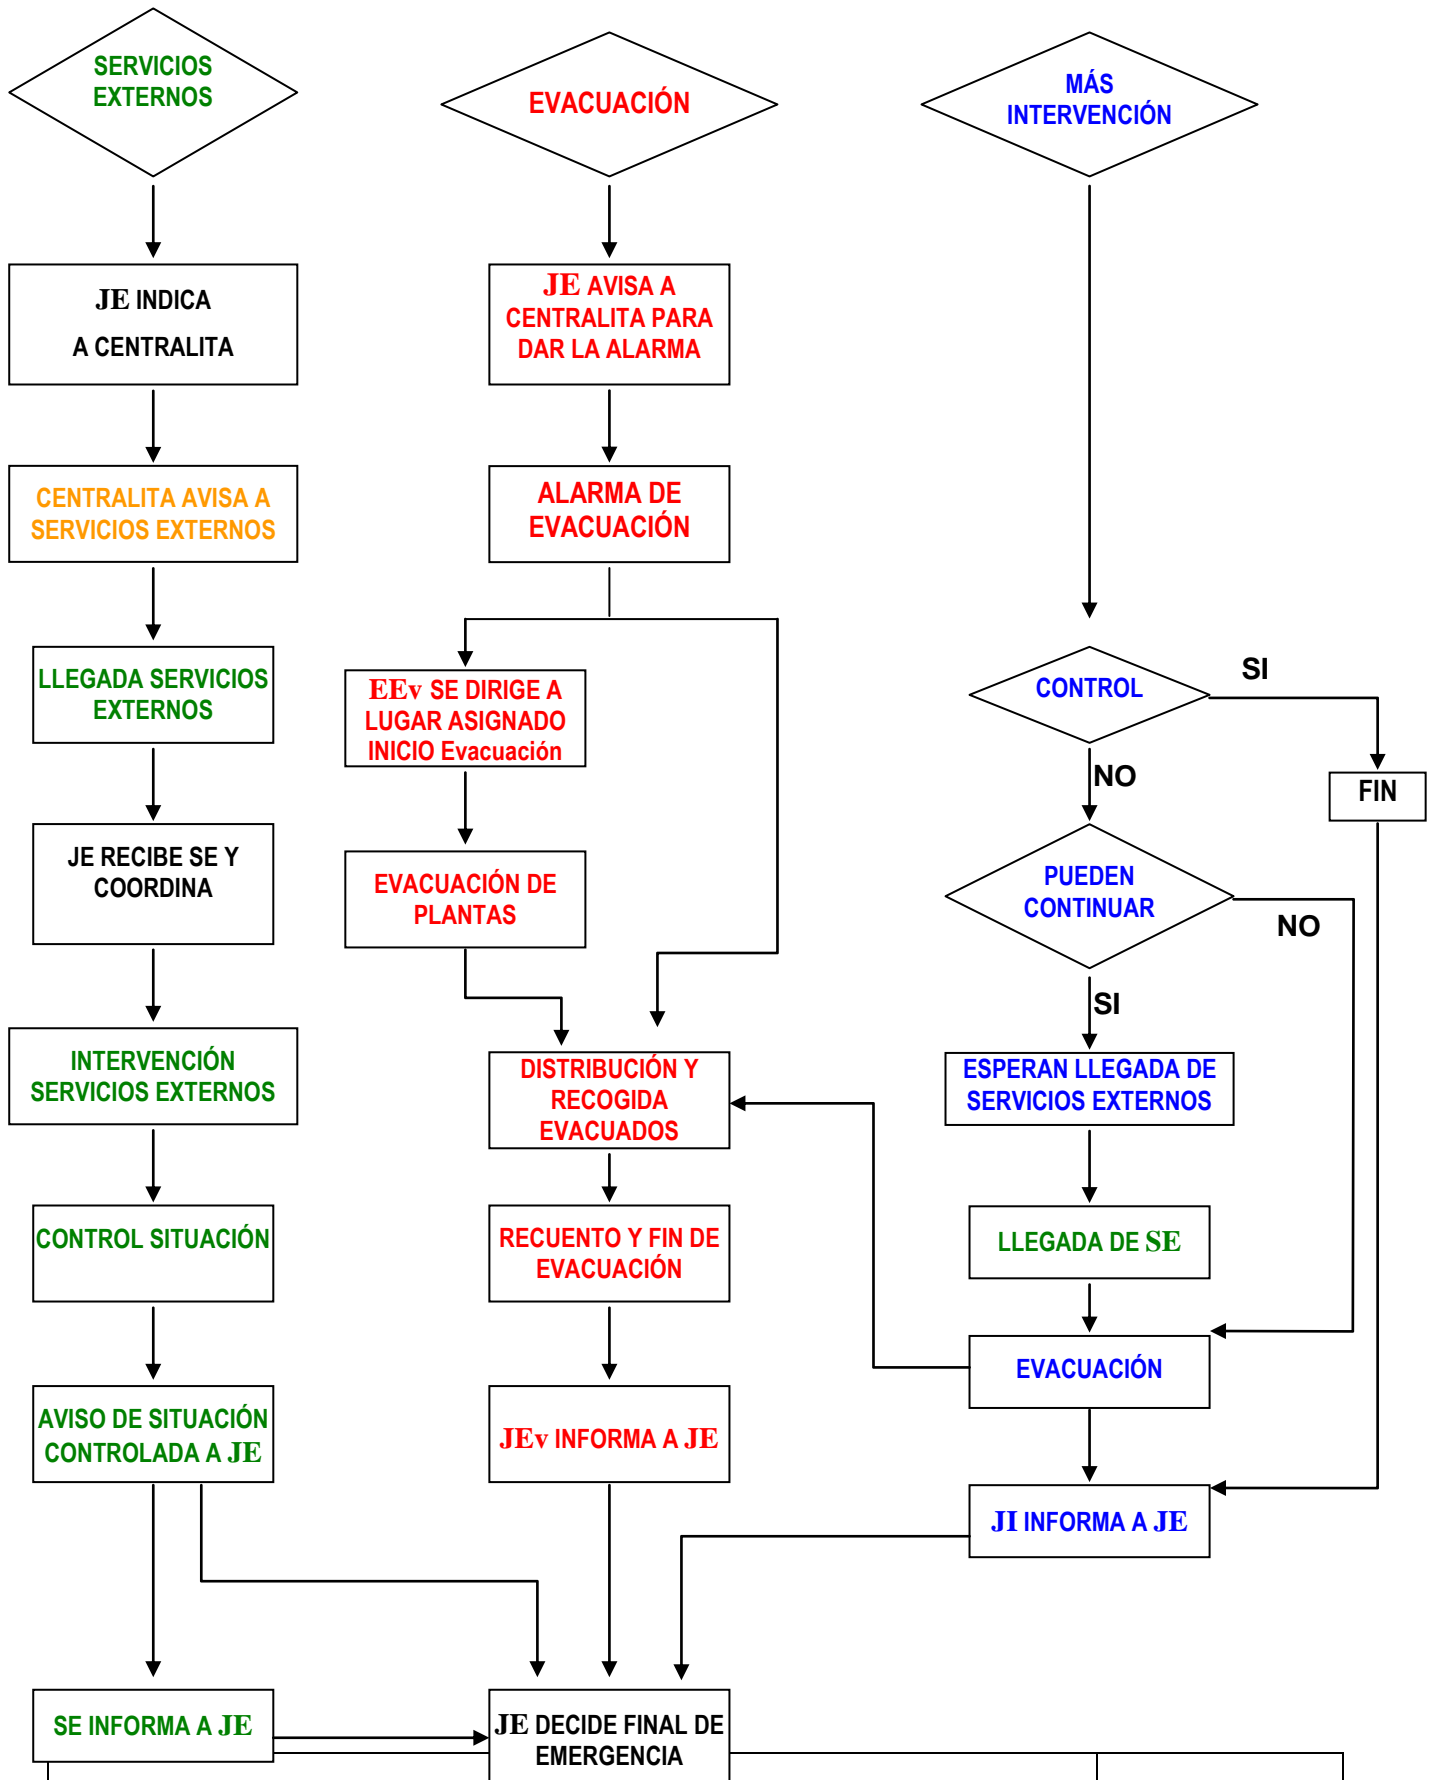 SERVICIOS
EXTERNOS
JE INDICA
A CENTRALITA
CENTRALITA AVISA A
SERVICIOS EXTERNOS
LLEGADA SERVICIOS
EXTERNOS
JE RECIBE SE Y
COORDINA
INTERVENCIÓN
SERVICIOS EXTERNOS
CONTROL SITUACIÓN
AVISO DE SITUACIÓN
CONTROLADA A JE
SE INFORMA A JE
EVACUACIÓN
JE AVISA A
CENTRALITA PARA
DAR LA ALARMA
ALARMA DE
EVACUACIÓN
EEv SE DIRIGE A
LUGAR ASIGNADO
INICIO Evacuación
EVACUACIÓN DE
PLANTAS
DISTRIBUCIÓN Y
RECOGIDA
EVACUADOS
RECUENTO Y FIN DE
EVACUACIÓN
JEv INFORMA A JE
JE DECIDE FINAL DE
EMERGENCIA
MÁS
INTERVENCIÓN
CONTROL
SI
FIN
NO
PUEDEN
CONTINUAR
NO
SI
ESPERAN LLEGADA DE
SERVICIOS EXTERNOS
LLEGADA DE SE
EVACUACIÓN
JI INFORMA A JE